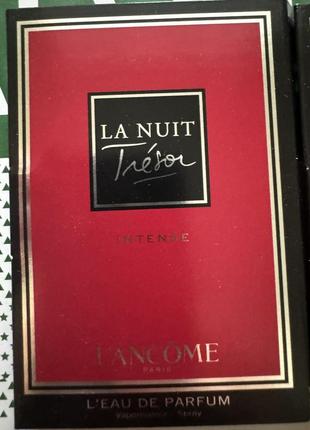 LA NUIT
Trésor
INTENSE
LANCÔME
PARIS
L'EAU DE PARFUM
Vaporisateur - Spray